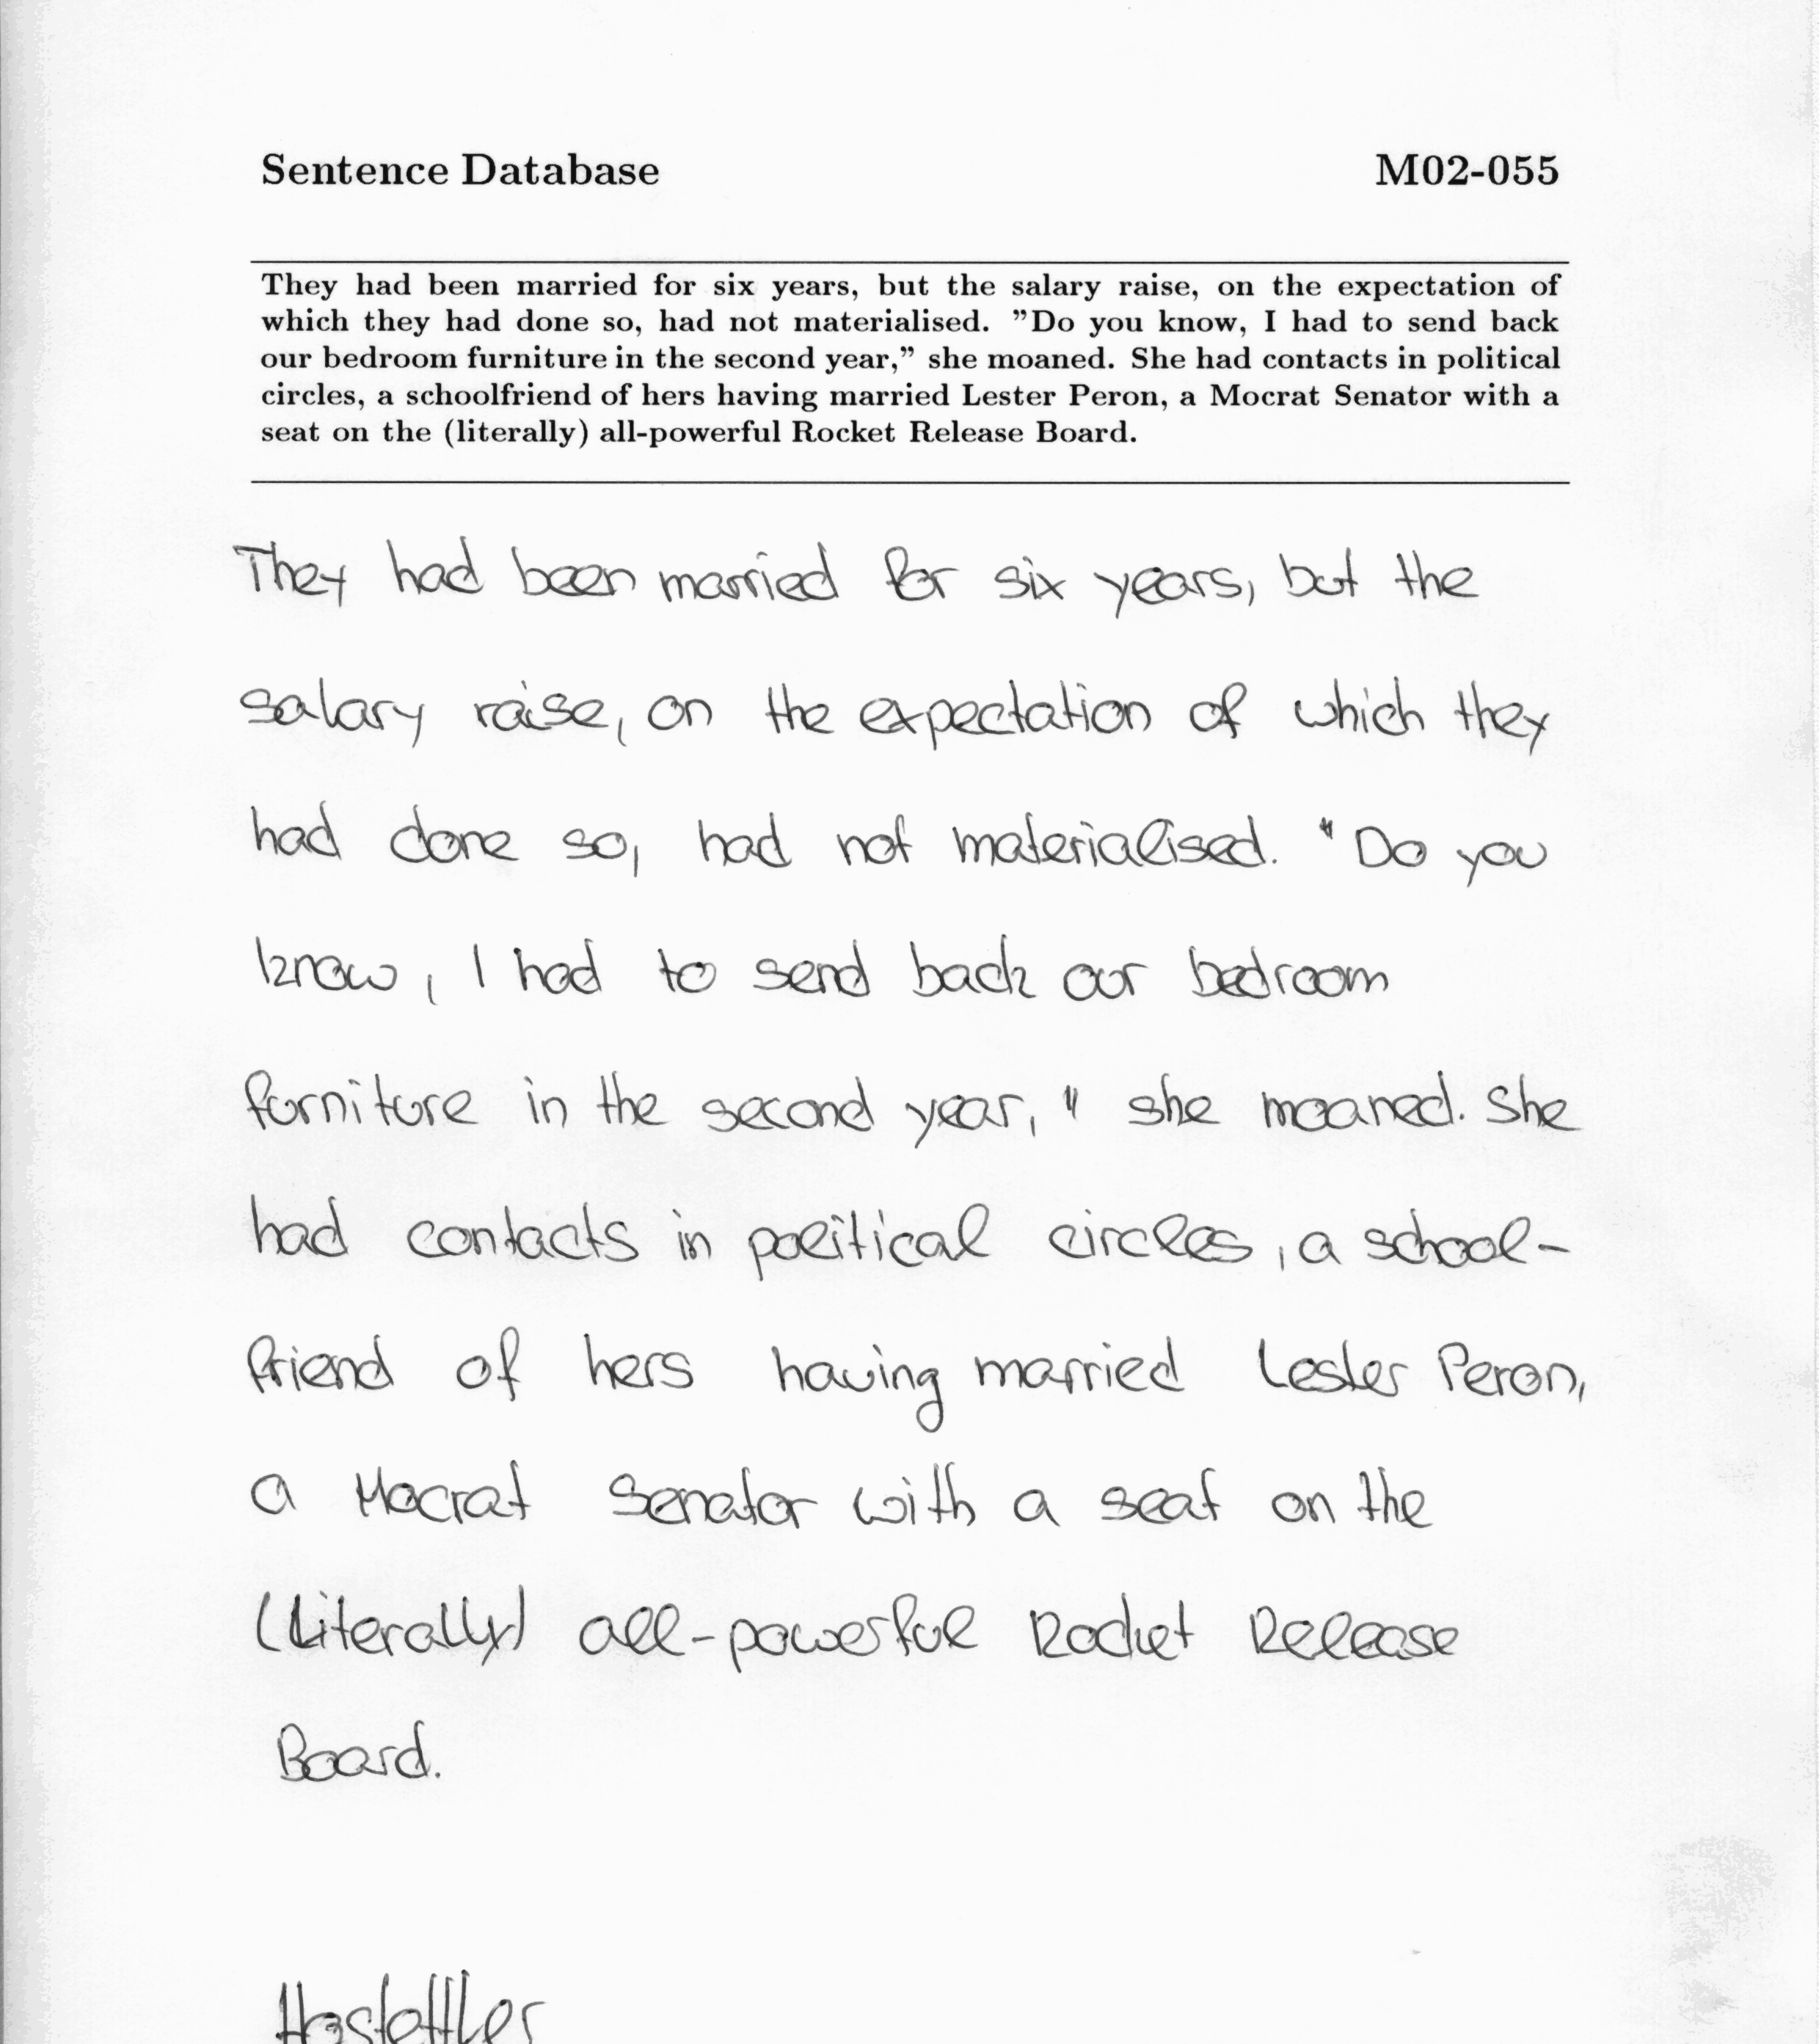 Sentence Database M02-055
They had been married for six years, but the salary raise, on the expectation of
which they had done so, had not materialised. ”Do you know, I had to send back
our bedroom furniture in the second year,” she moaned. She had contacts in political
circles, a schoolfriend of hers having married Lester Peron, a Mocrat Senator with a
seat on the (literally) all-powerful Rocket Release Board.
They had been married for six years, but the
salary raise, on the expectation of which they
had done so, had not materialised. "Do you
know, I had to send back our bedroom
furniture in the second year," she moaned. She
had contacts in political circles, a school-
friend of hers having married Lester Peron,
a Mocrat Senator with a seat on the
(literally) all-powerful Rocket Release
Board.
Hostettler